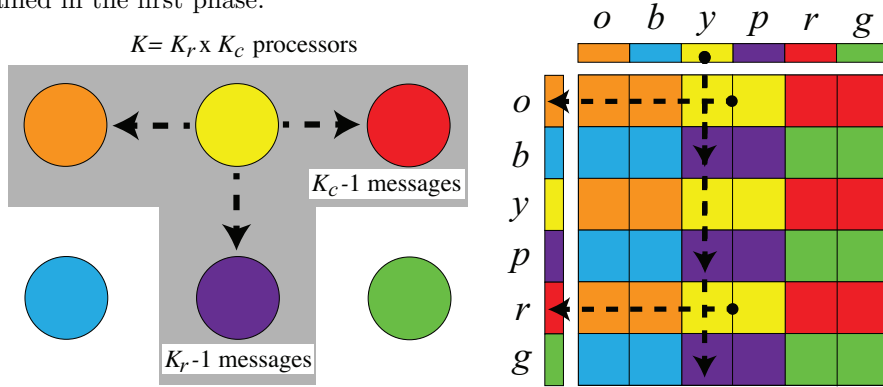 ained in the first phase.
K = K_r x K_c processors
K_c-1 messages
K_r-1 messages
o b y p r g
o
b
y
p
r
g